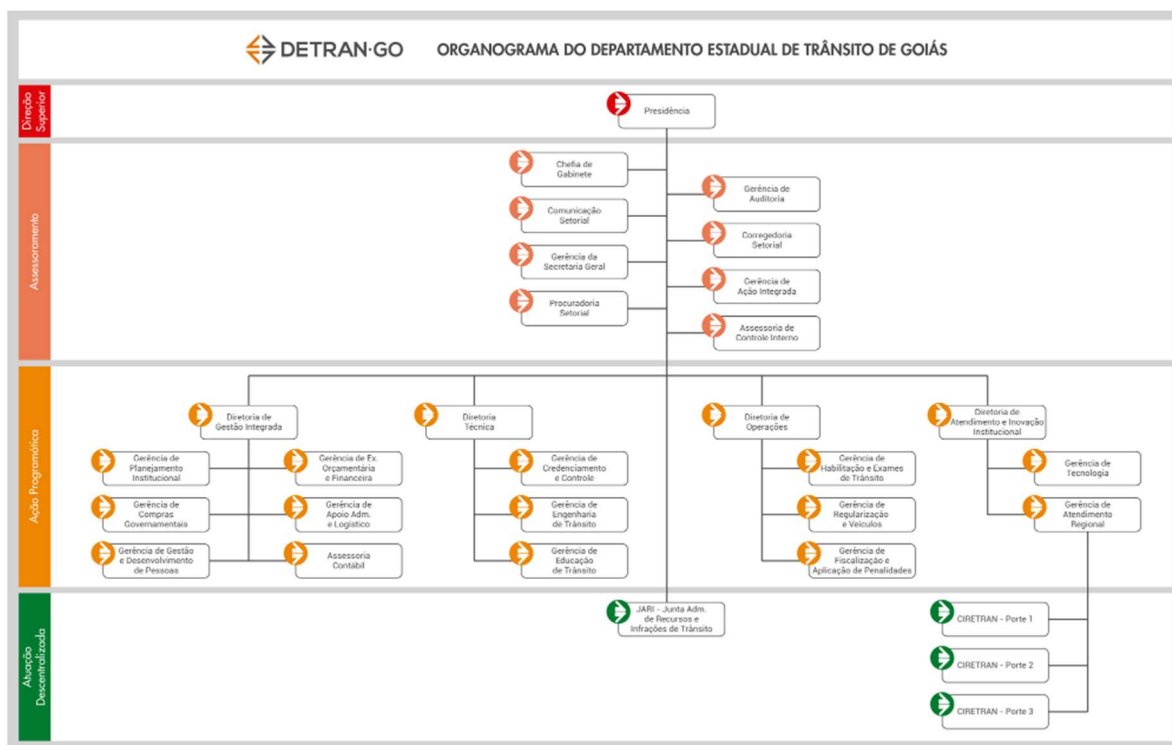 DETRAN·GO
ORGANOGRAMA DO DEPARTAMENTO ESTADUAL DE TRÂNSITO DE GOIÁS
Direção
Superior
Presidência
Assessoramento
Chefia de
Gabinete
Gerência de
Auditoria
Comunicação
Setorial
Corregedoria
Setorial
Gerência da
Secretaria Geral
Gerência de
Ação Integrada
Procuradoria
Setorial
Assessoria de
Controle Interno
Ação Programática
Diretoria de
Gestão Integrada
Diretoria
Técnica
Diretoria de
Operações
Diretoria de
Atendimento e Inovação
Institucional
Gerência de
Planejamento
Institucional
Gerência de Ex.
Orçamentária
e Financeira
Gerência de
Credenciamento
e Controle
Gerência de
Habilitação e Exames
de Trânsito
Gerência de
Tecnologia
Gerência de
Compras
Governamentais
Gerência de
Apoio Adm.
e Logístico
Gerência de
Engenharia
de Trânsito
Gerência de
Regularização
e Veículos
Gerência de
Atendimento
Regional
Gerência de Gestão
e Desenvolvimento
de Pessoas
Assessoria
Contábil
Gerência de
Educação
de Trânsito
Gerência de
Fiscalização e
Aplicação de Penalidades
Atuação
Descentralizada
JARI - Junta Adm.
de Recursos e
Infrações de Trânsito
CIRETRAN - Porte 1
CIRETRAN - Porte 2
CIRETRAN - Porte 3